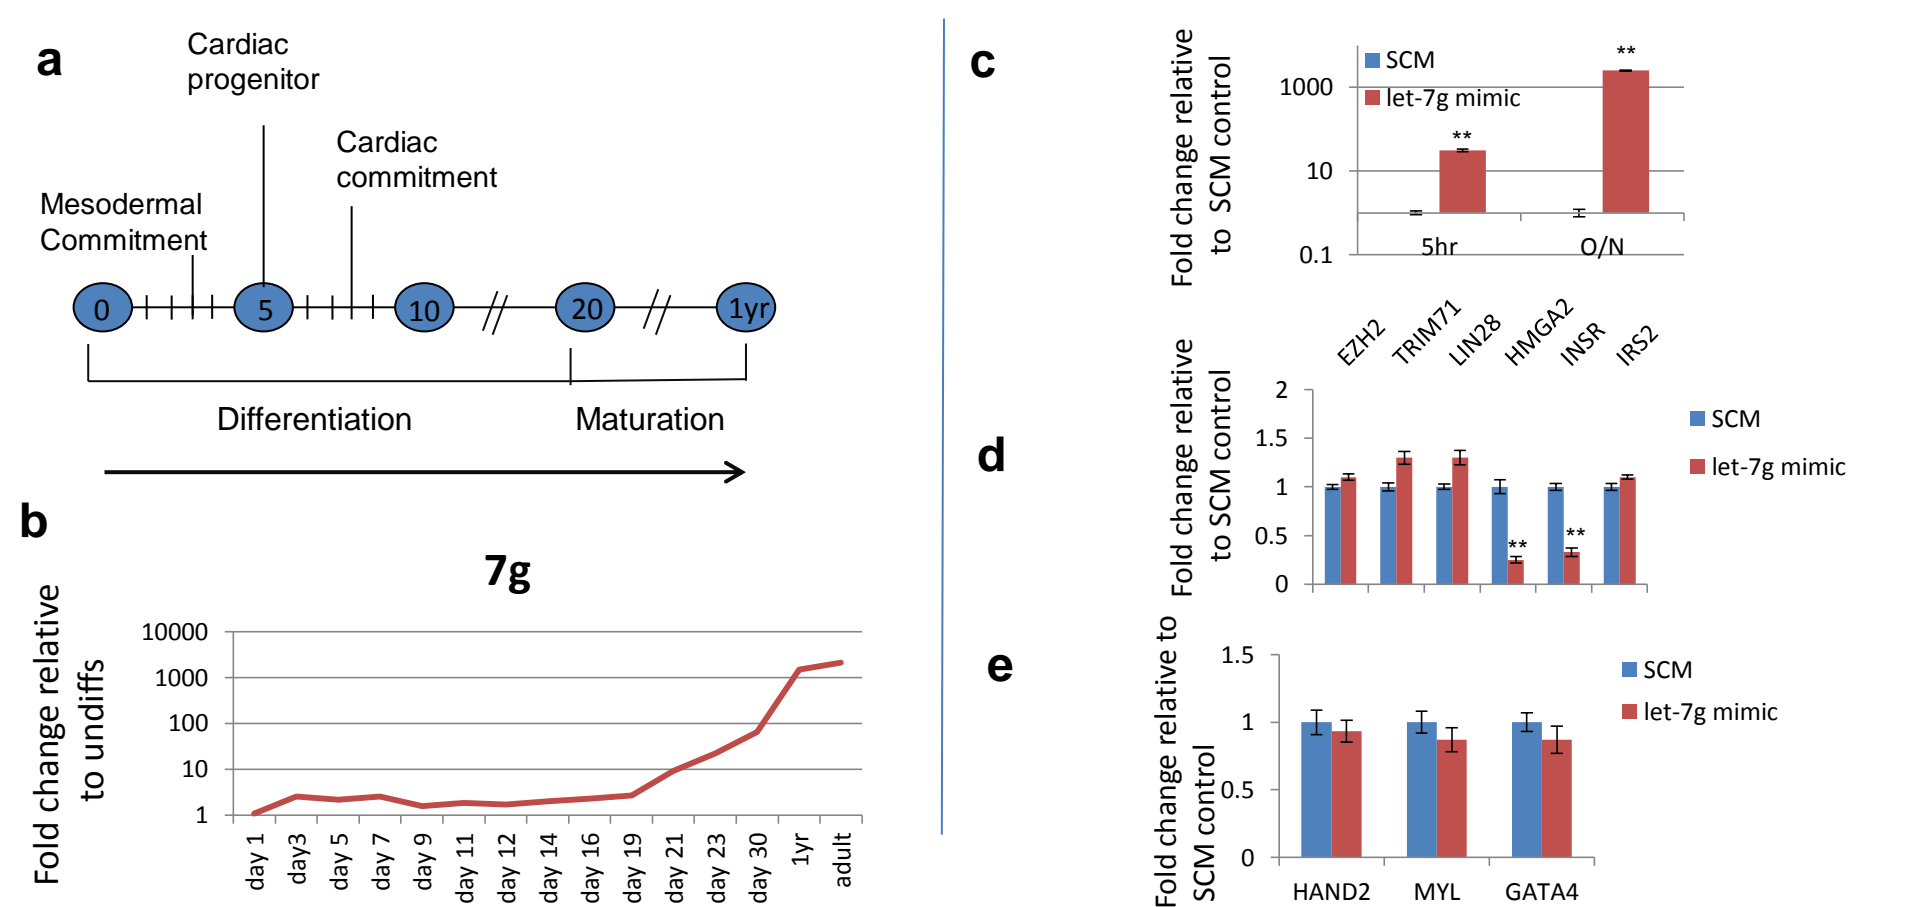 a
Cardiac
progenitor
Cardiac
commitment
Mesodermal
Commitment
0
5
10
20
1yr
Differentiation
Maturation
b
7g
Fold change relative
to undiffs
10000
1000
100
10
1
day 1
day3
day 5
day 7
day 9
day 11
day 12
day 14
day 16
day 19
day 21
day 23
day 30
1yr
adult
c
Fold change relative
to SCM control
1000
10
0.1
SCM
let-7g mimic
**
**
5hr
O/N
d
EZH2
TRIM71
LIN28
HMGA2
INSR
IRS2
Fold change relative
to SCM control
2
1.5
1
0.5
0
**
**
SCM
let-7g mimic
e
Fold change relative to
SCM control
1.5
1
0.5
0
HAND2
MYL
GATA4
SCM
let-7g mimic